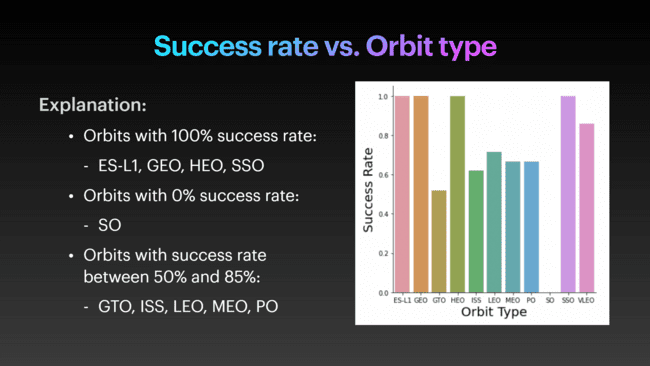 Success rate vs. Orbit type
Explanation:
• Orbits with 100% success rate:
- ES-L1, GEO, HEO, SSO
• Orbits with 0% success rate:
- SO
• Orbits with success rate
between 50% and 85%:
- GTO, ISS, LEO, MEO, PO
Success Rate
1.0
0.8
0.6
0.4
0.2
0.0
ES-L1 GEO GTO HEO ISS LEO MEO PO SO SSO VLEO
Orbit Type